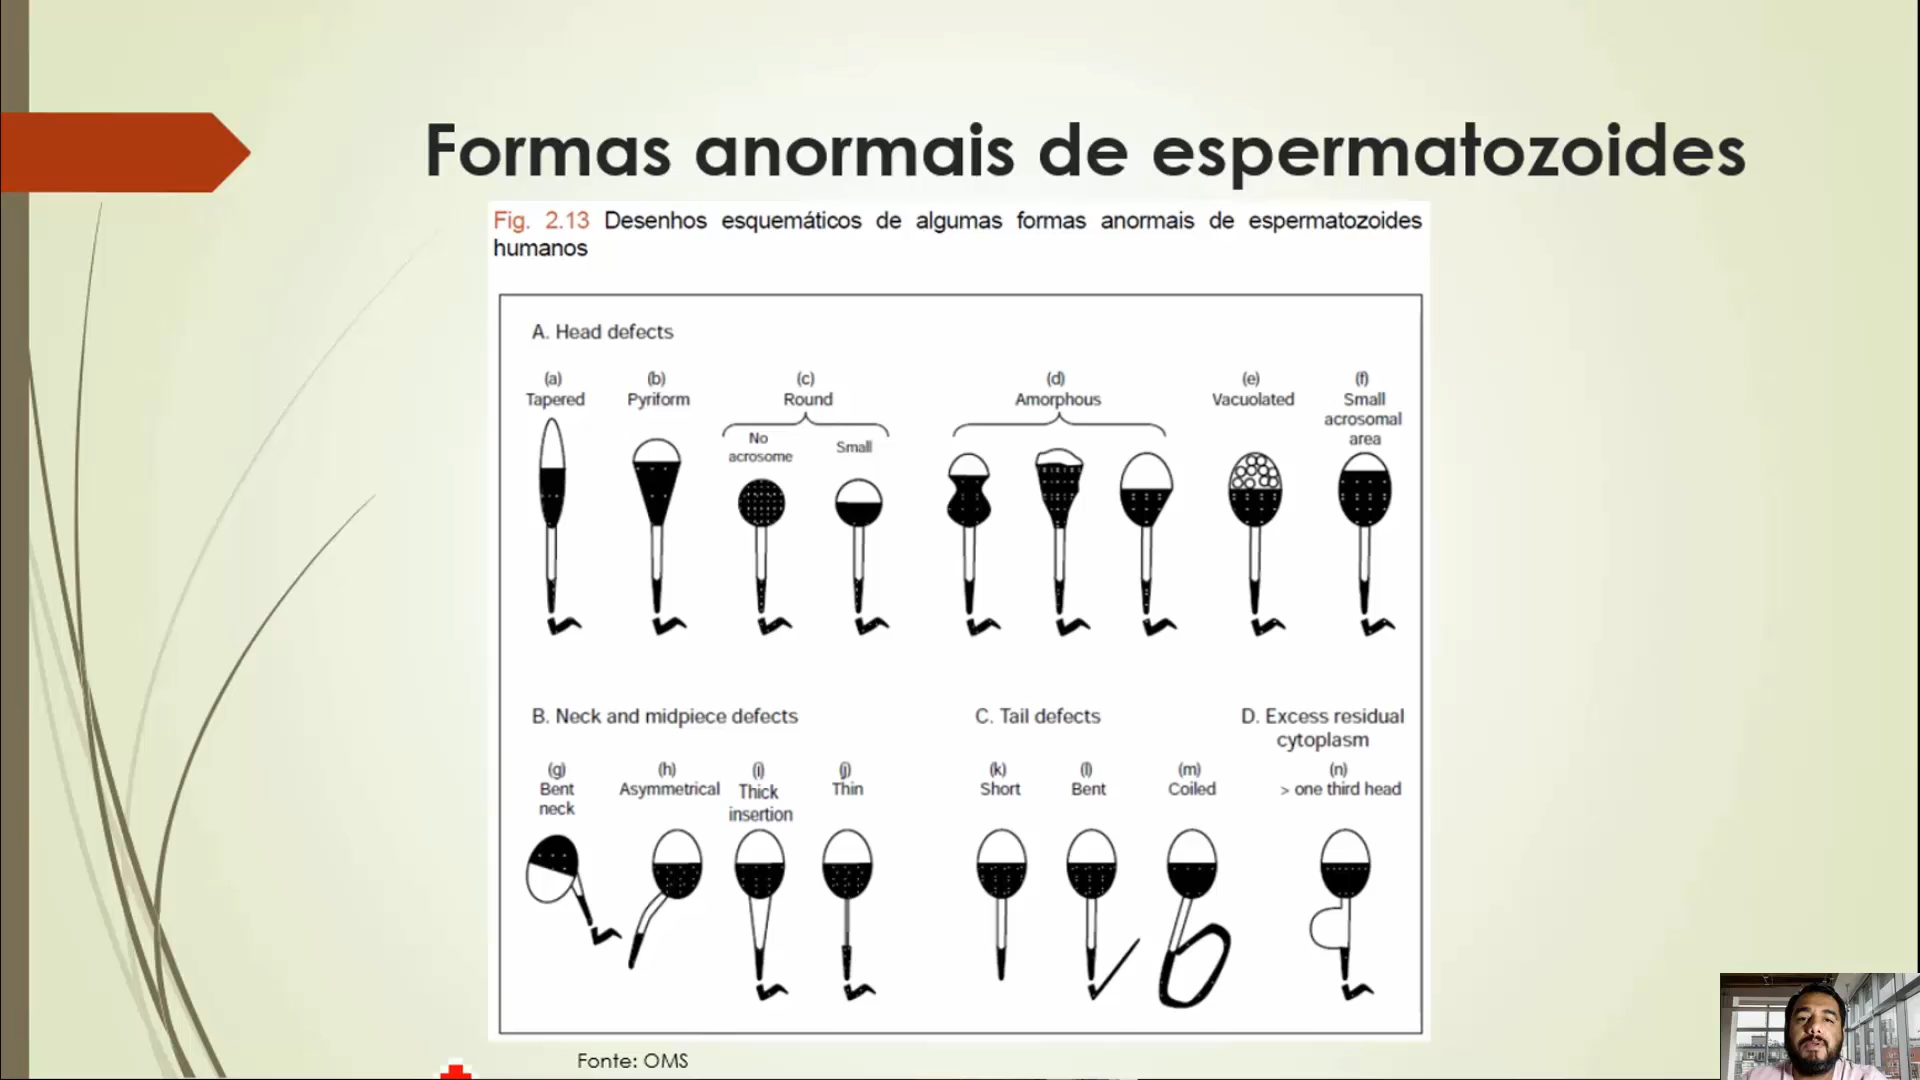 Formas anormais de espermatozoides
Fig. 2.13 Desenhos esquemáticos de algumas formas anormais de espermatozoides
humanos
A. Head defects
(a)
Tapered
(b)
Pyriform
(c)
Round
No
acrosome
Small
(d)
Amorphous
(e)
Vacuolated
(f)
Small
acrosomal
area
B. Neck and midpiece defects
(g)
Bent
neck
(h)
Asymmetrical
(i)
Thick
insertion
(j)
Thin
C. Tail defects
(k)
Short
(l)
Bent
(m)
Coiled
D. Excess residual
cytoplasm
(n)
> one third head
Fonte: OMS